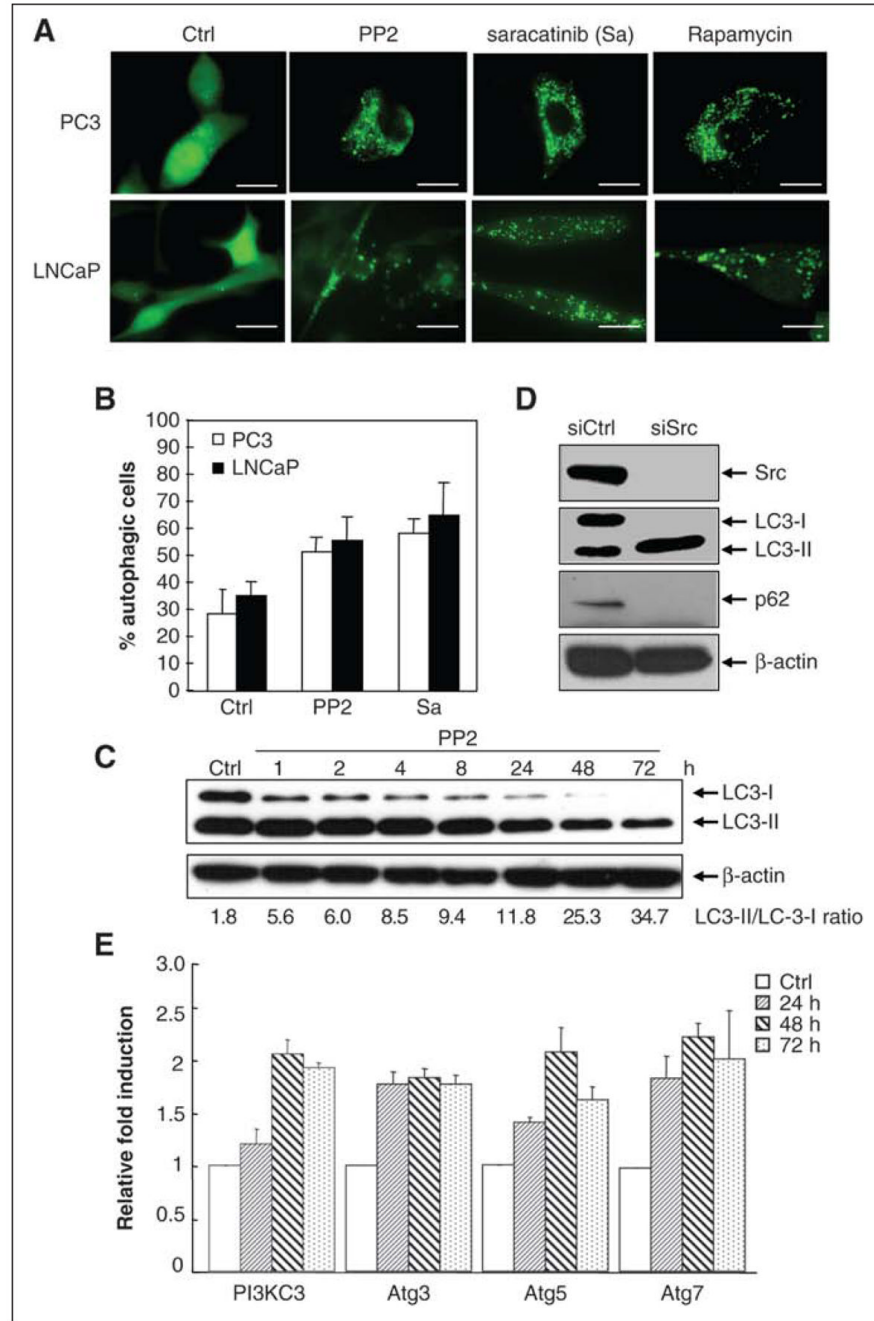 A
Ctrl PP2 saracatinib (Sa) Rapamycin
PC3
LNCaP
B
100
90
80
70
60
50
40
30
20
10
0
% autophagic cells
PC3
LNCaP
Ctrl PP2 Sa
D
siCtrl siSrc
Src
LC3-I
LC3-II
p62
β-actin
C
PP2
Ctrl 1 2 4 8 24 48 72 h
LC3-I
LC3-II
β-actin
1.8 5.6 6.0 8.5 9.4 11.8 25.3 34.7 LC3-II/LC-3-I ratio
E
3.0
2.5
2
1.5
1
0.5
0
Relative fold induction
Ctrl
24 h
48 h
72 h
PI3KC3 Atg3 Atg5 Atg7